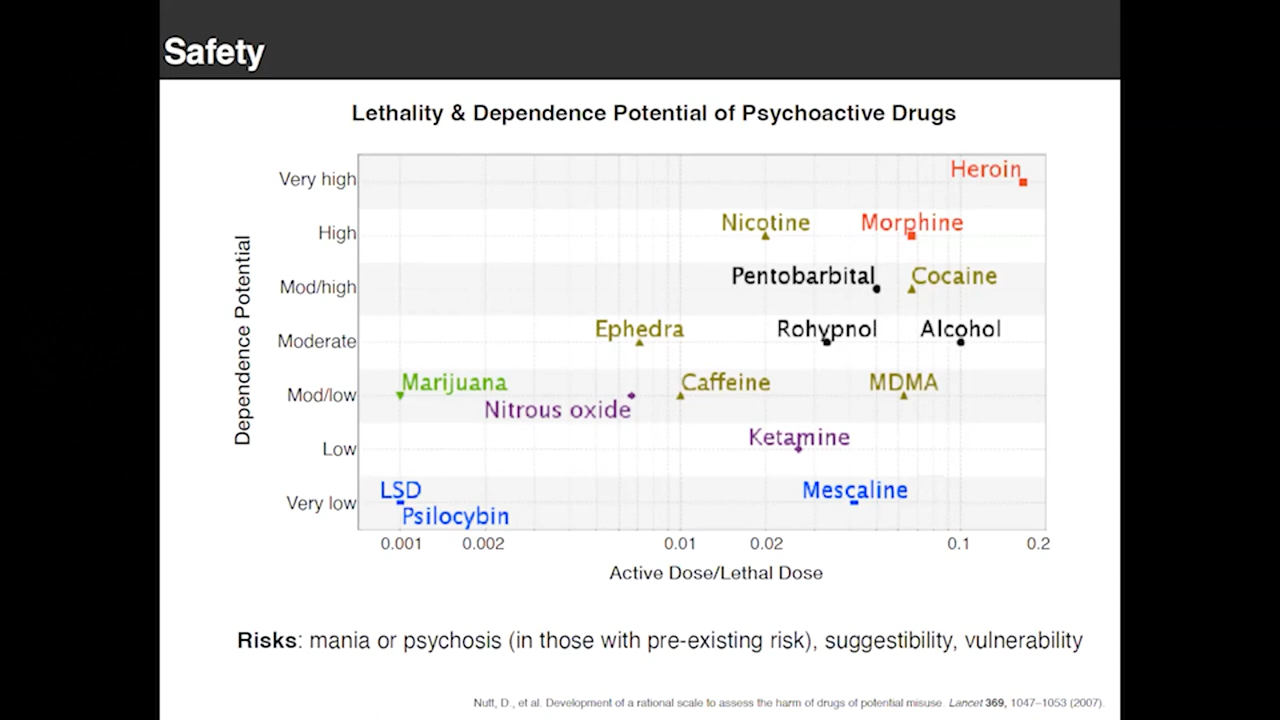 Safety
Lethality & Dependence Potential of Psychoactive Drugs
Dependence Potential
Very high
Heroin
High
Nicotine Morphine
Mod/high
Pentobarbital Cocaine
Moderate
Ephedra Rohypnol Alcohol
Mod/low
Marijuana Caffeine MDMA
Nitrous oxide
Low
Ketamine
Very low
LSD Mescaline
Psilocybin
0.001 0.002 0.01 0.02 0.1 0.2
Active Dose/Lethal Dose
Risks: mania or psychosis (in those with pre-existing risk), suggestibility, vulnerability
Nutt, D., et al. Development of a rational scale to assess the harm of drugs of potential misuse. Lancet 369, 1047–1053 (2007).